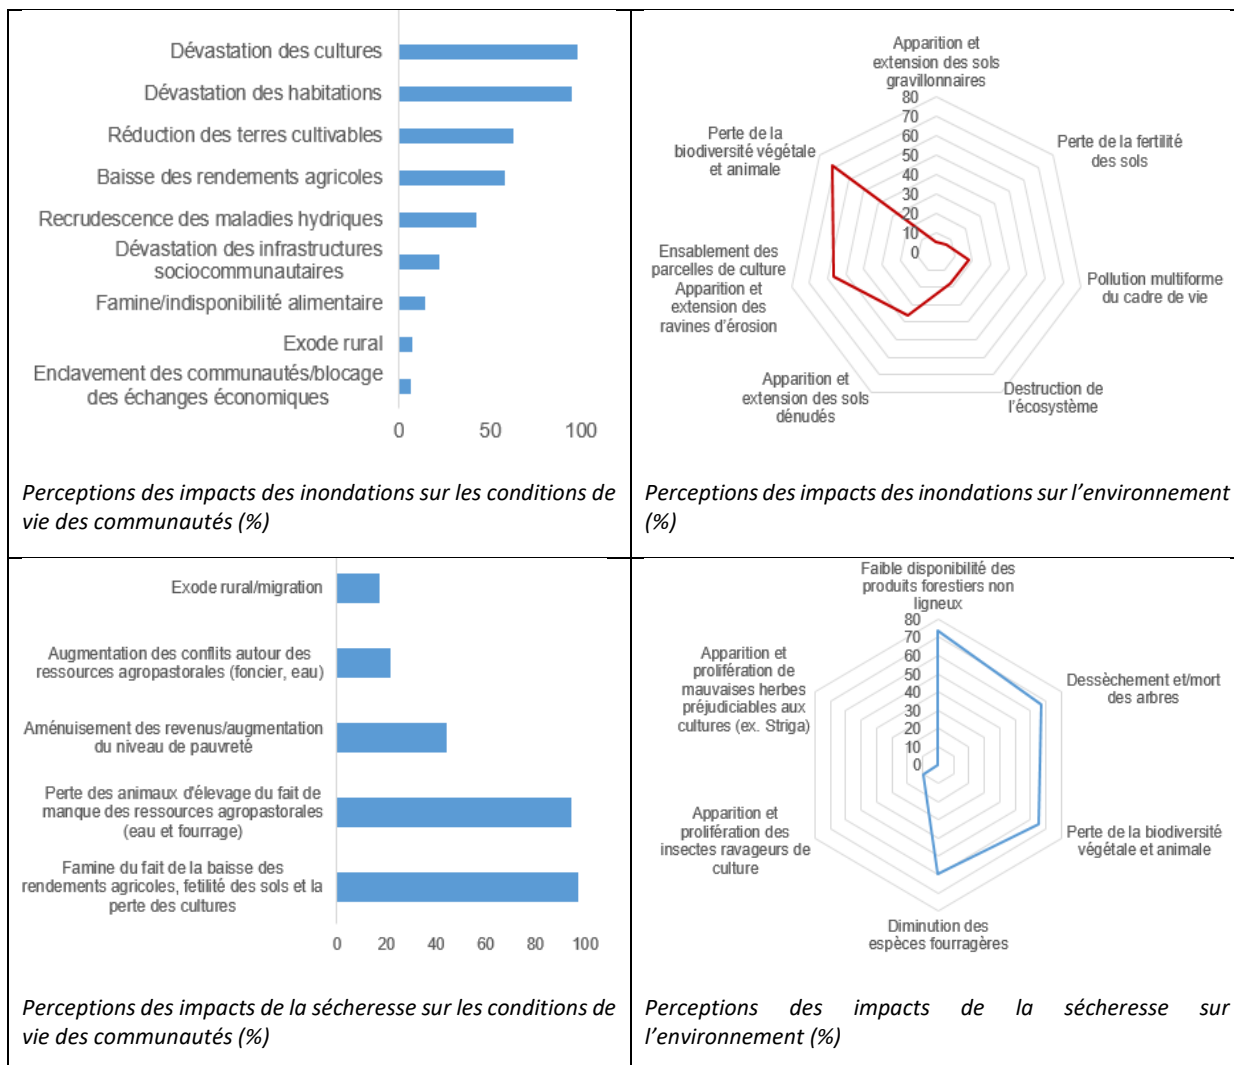 Dévastation des cultures
Dévastation des habitations
Réduction des terres cultivables
Baisse des rendements agricoles
Recrudescence des maladies hydriques
Dévastation des infrastructures
sociocommunautaires
Famine/indisponibilité alimentaire
Exode rural
Enclavement des communautés/blocage
des échanges économiques
0 50 100
Perceptions des impacts des inondations sur les conditions de
vie des communautés (%)
Apparition et
extension des sols
gravillonnaires
80
70
60
50
40
30
20
10
0
Perte de la fertilité
des sols
Pollution multiforme
du cadre de vie
Destruction de
l'écosystème
Apparition et
extension des sols
dénudés
Ensablement des
parcelles de culture
Apparition et
extension des
ravines d'érosion
Perte de la
biodiversité végétale
et animale
Perceptions des impacts des inondations sur l'environnement
(%)
Exode rural/migration
Augmentation des conflits autour des
ressources agropastorales (foncier, eau)
Aménuisement des revenus/augmentation
du niveau de pauvreté
Perte des animaux d'élevage du fait de
manque des ressources agropastorales
(eau et fourrage)
Famine du fait de la baisse des
rendements agricoles, fetilité des sols et la
perte des cultures
0 20 40 60 80 100
Perceptions des impacts de la sécheresse sur les conditions de
vie des communautés (%)
Faible disponibilité des
produits forestiers non
ligneux
80
70
60
50
40
30
20
10
0
Dessèchement et/mort
des arbres
Perte de la biodiversité
végétale et animale
Diminution des
espèces fourragères
Apparition et
prolifération des
insectes ravageurs de
culture
Apparition et
prolifération de
mauvaises herbes
préjudiciables aux
cultures (ex. Striga)
Perceptions des impacts de la sécheresse sur
l'environnement (%)